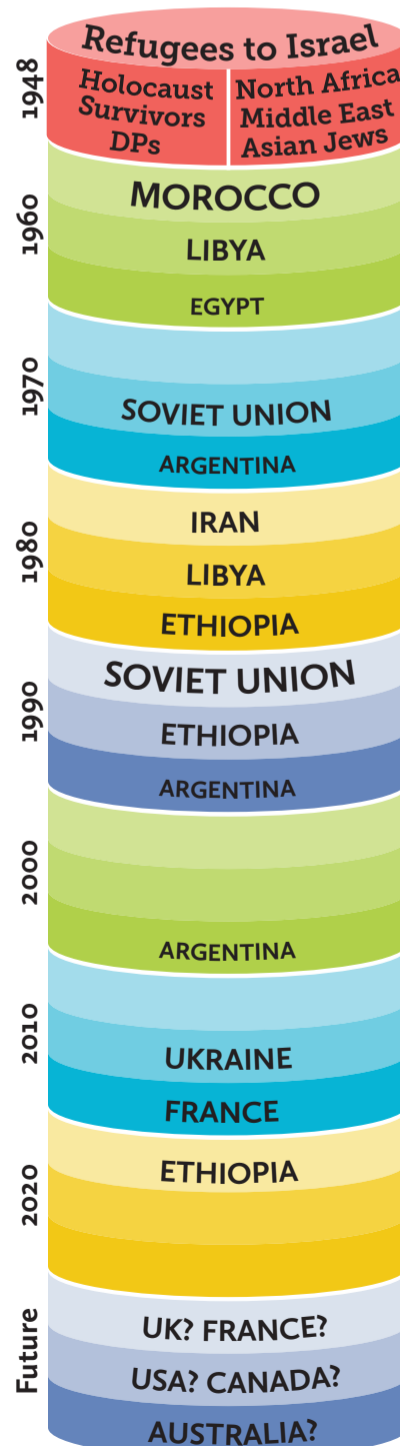 Refugees to Israel
1948
Holocaust
Survivors
DPs
North Africa
Middle East
Asian Jews
1960
MOROCCO
LIBYA
EGYPT
1970
SOVIET UNION
ARGENTINA
1980
IRAN
LIBYA
ETHIOPIA
1990
SOVIET UNION
ETHIOPIA
ARGENTINA
2000
ARGENTINA
2010
UKRAINE
FRANCE
2020
ETHIOPIA
Future
UK? FRANCE?
USA? CANADA?
AUSTRALIA?